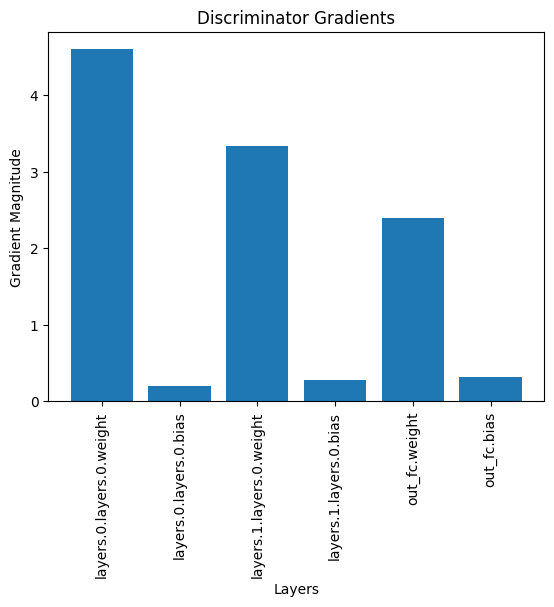 Discriminator Gradients
Gradient Magnitude
4
3
2
1
0
layers.0.layers.0.weight
layers.0.layers.0.bias
layers.1.layers.0.weight
layers.1.layers.0.bias
out_fc.weight
out_fc.bias
Layers